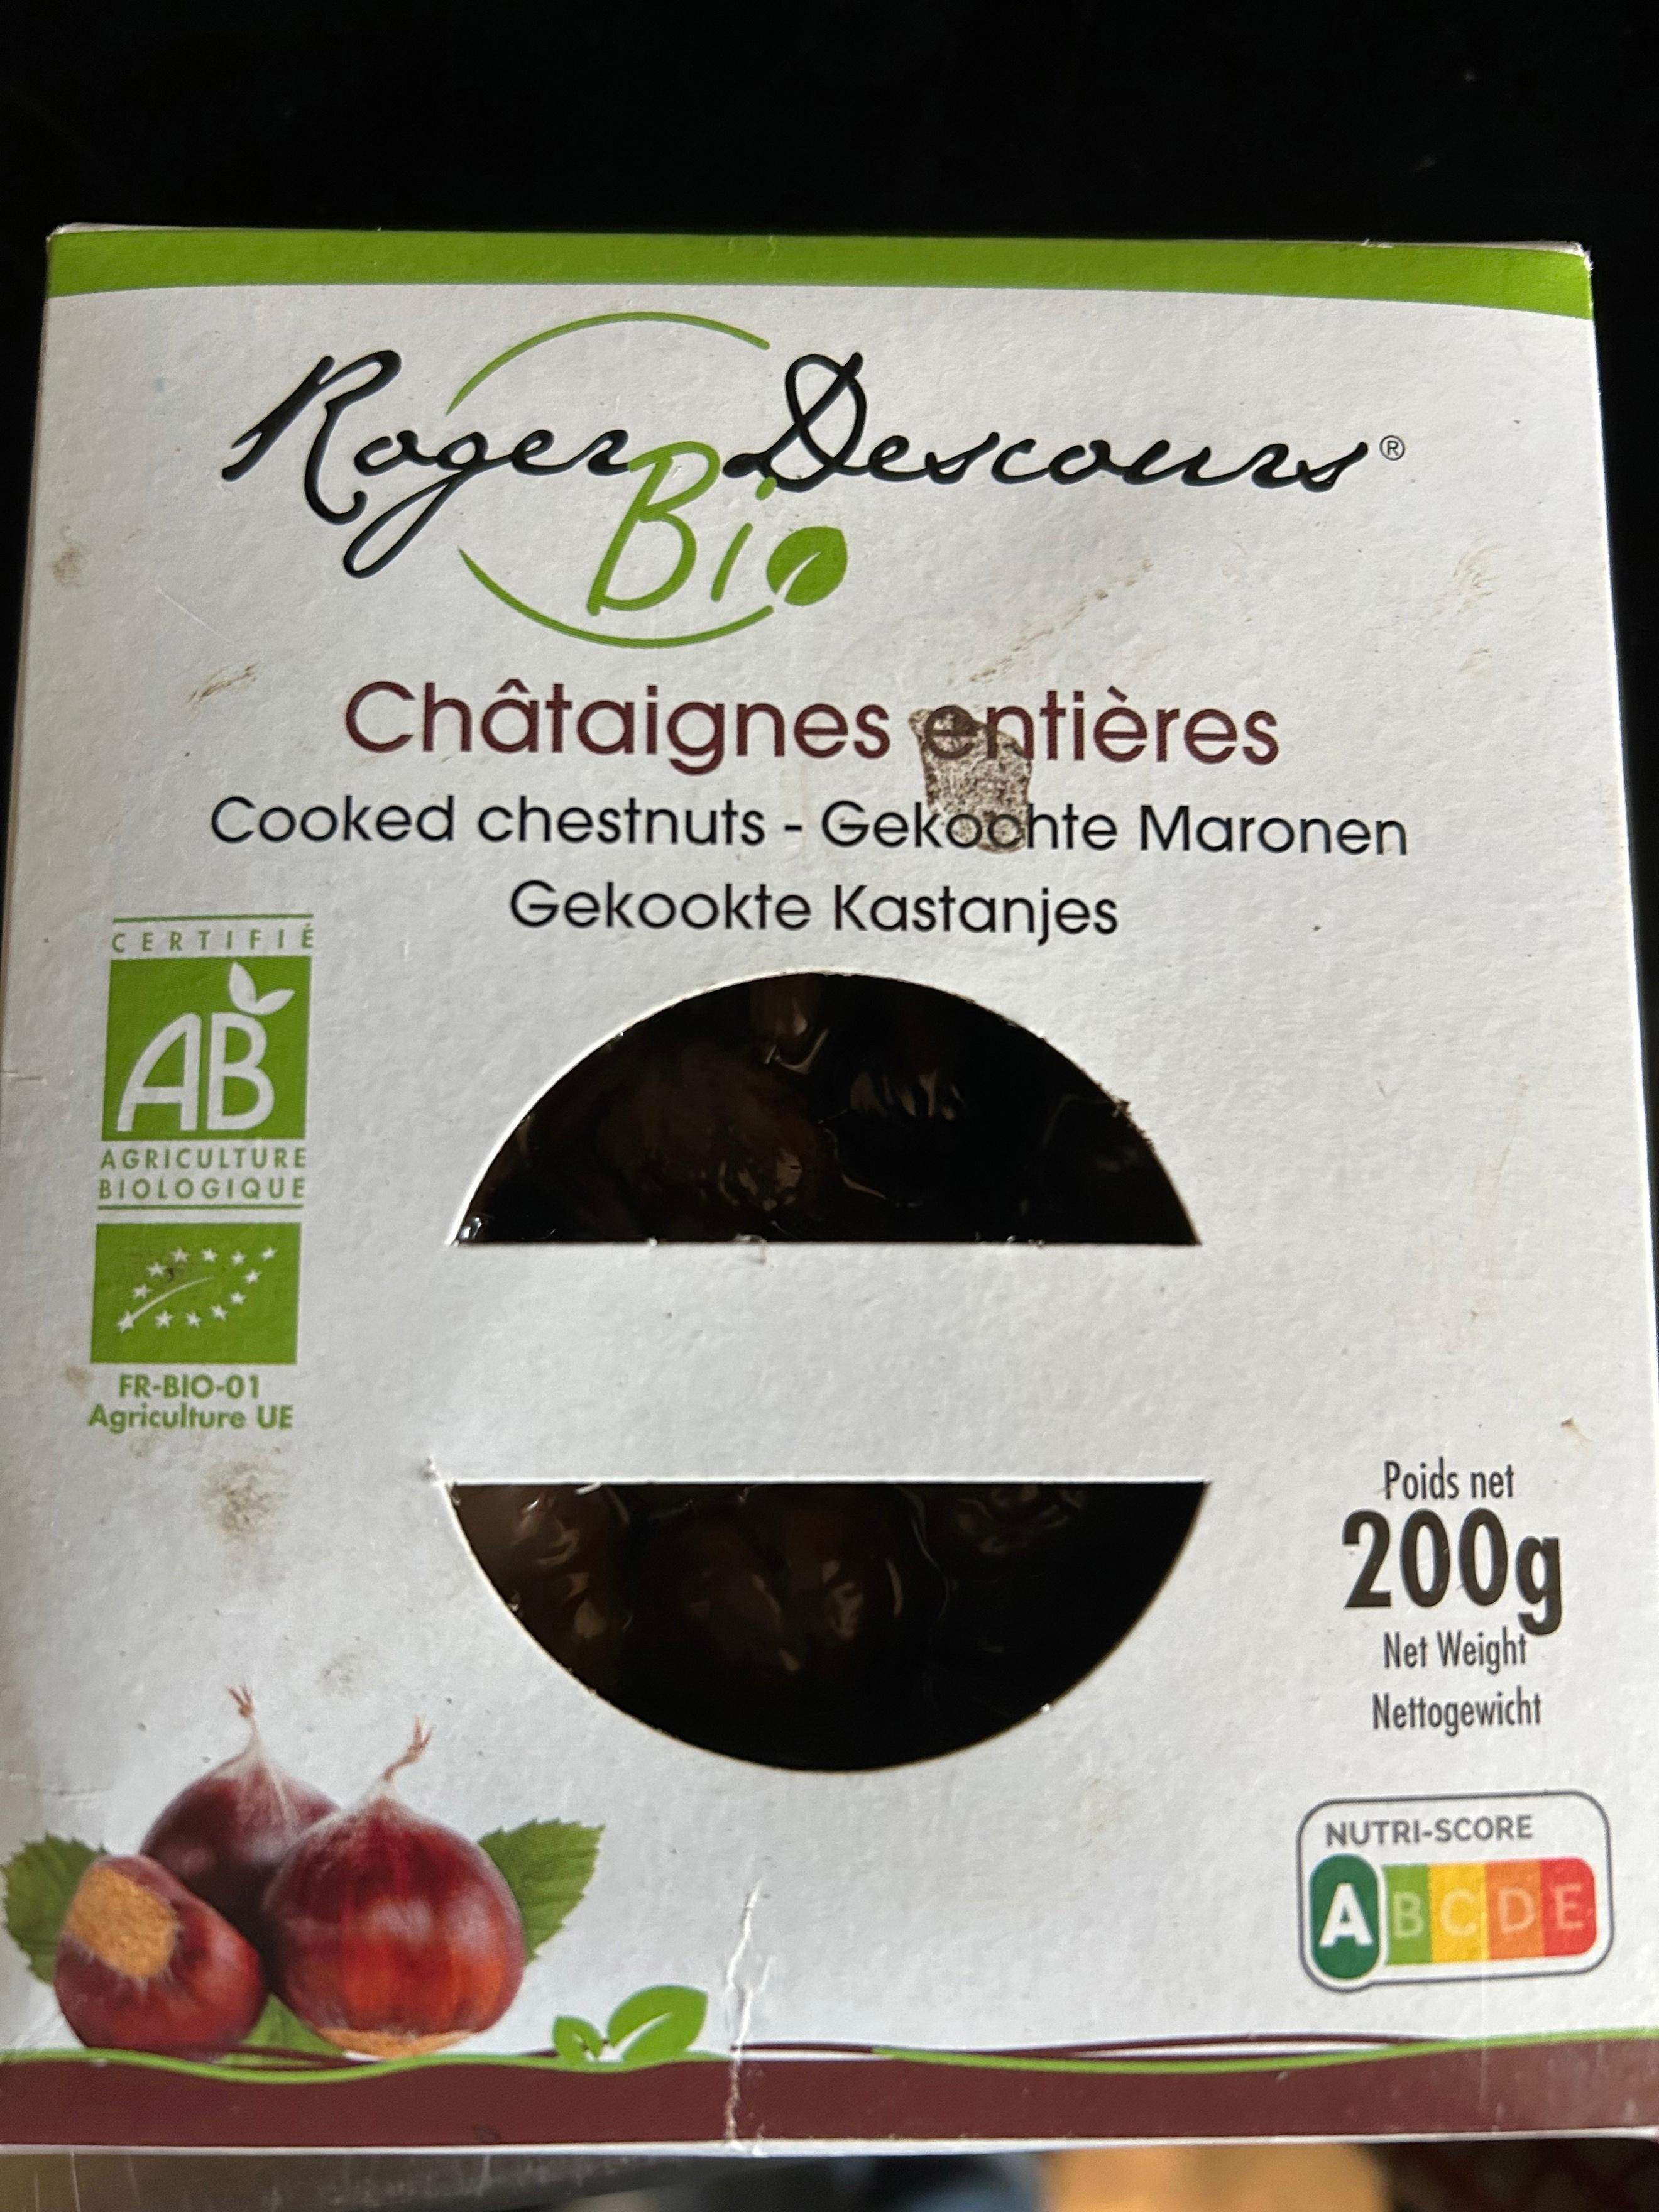 Roger Descours®
Bio
Châtaignes entières
Cooked chestnuts - Gekochte Maronen
Gekookte Kastanjes
CERTIFIÉ
AB
AGRICULTURE
BIOLOGIQUE
FR-BIO-01
Agriculture UE
Poids net
200g
Net Weight
Nettogewicht
NUTRI-SCORE
A B C D E